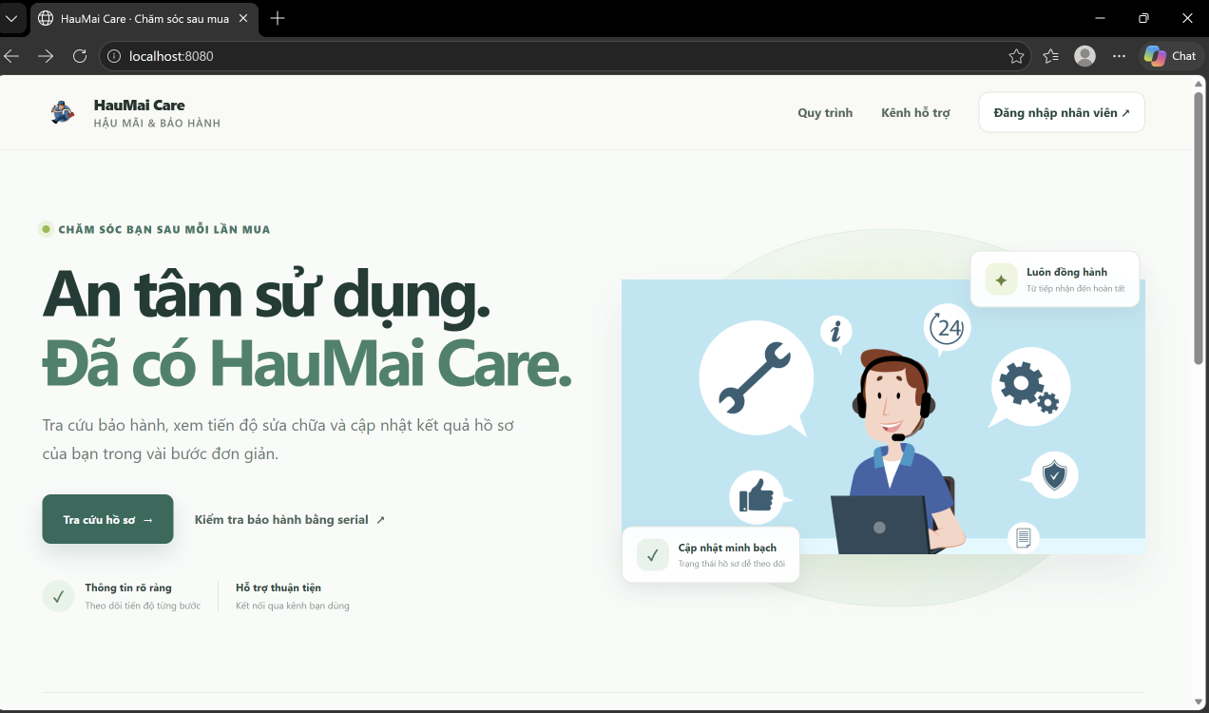 HauMai Care · Chăm sóc sau mua
localhost:8080
Chat
HauMai Care
HẬU MÃI & BẢO HÀNH
Quy trình
Kênh hỗ trợ
Đăng nhập nhân viên ↗
CHĂM SÓC BẠN SAU MỖI LẦN MUA
An tâm sử dụng.
Đã có HauMai Care.
Tra cứu bảo hành, xem tiến độ sửa chữa và cập nhật kết quả hồ sơ
của bạn trong vài bước đơn giản.
Tra cứu hồ sơ →
Kiểm tra bảo hành bằng serial ↗
Thông tin rõ ràng
Theo dõi tiến độ từng bước
Hỗ trợ thuận tiện
Kết nối qua kênh bạn dùng
Luôn đồng hành
Từ tiếp nhận đến hoàn tất
i
24
Cập nhật minh bạch
Trạng thái hồ sơ dễ theo dõi